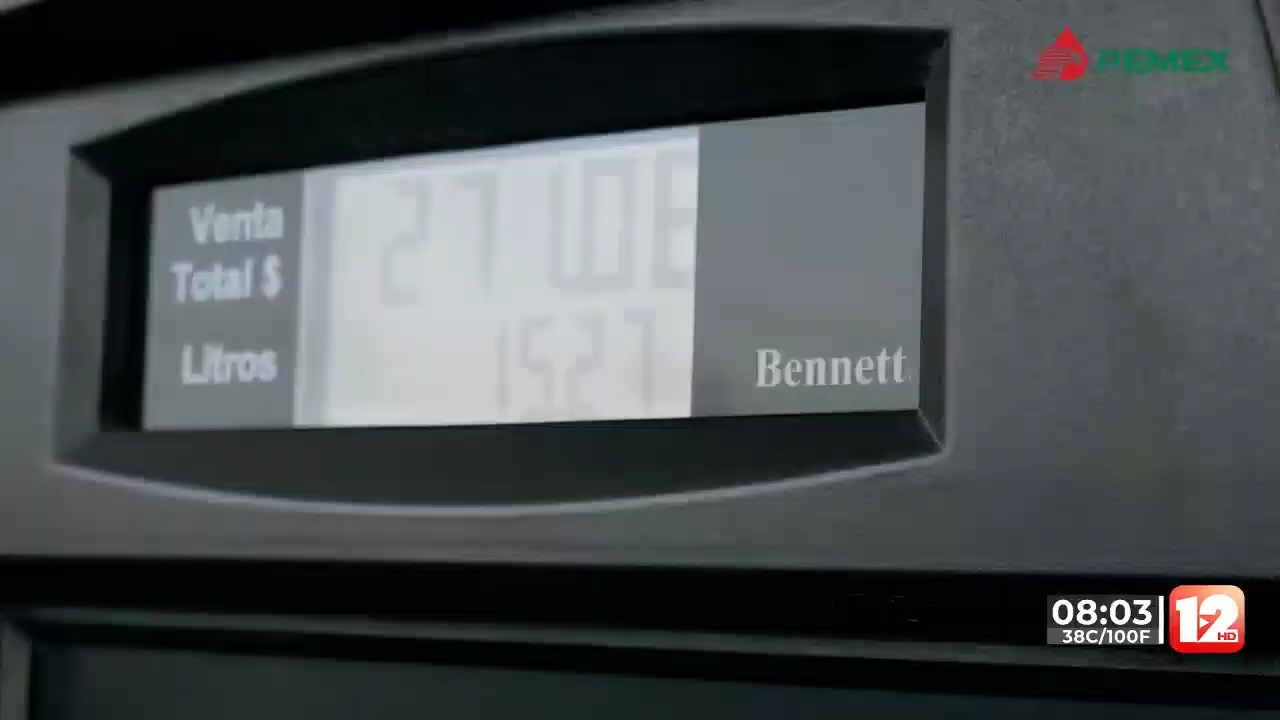 PEMEX
Venta
Total $
Litros
Bennett
08:03
38C/100F
12
HD